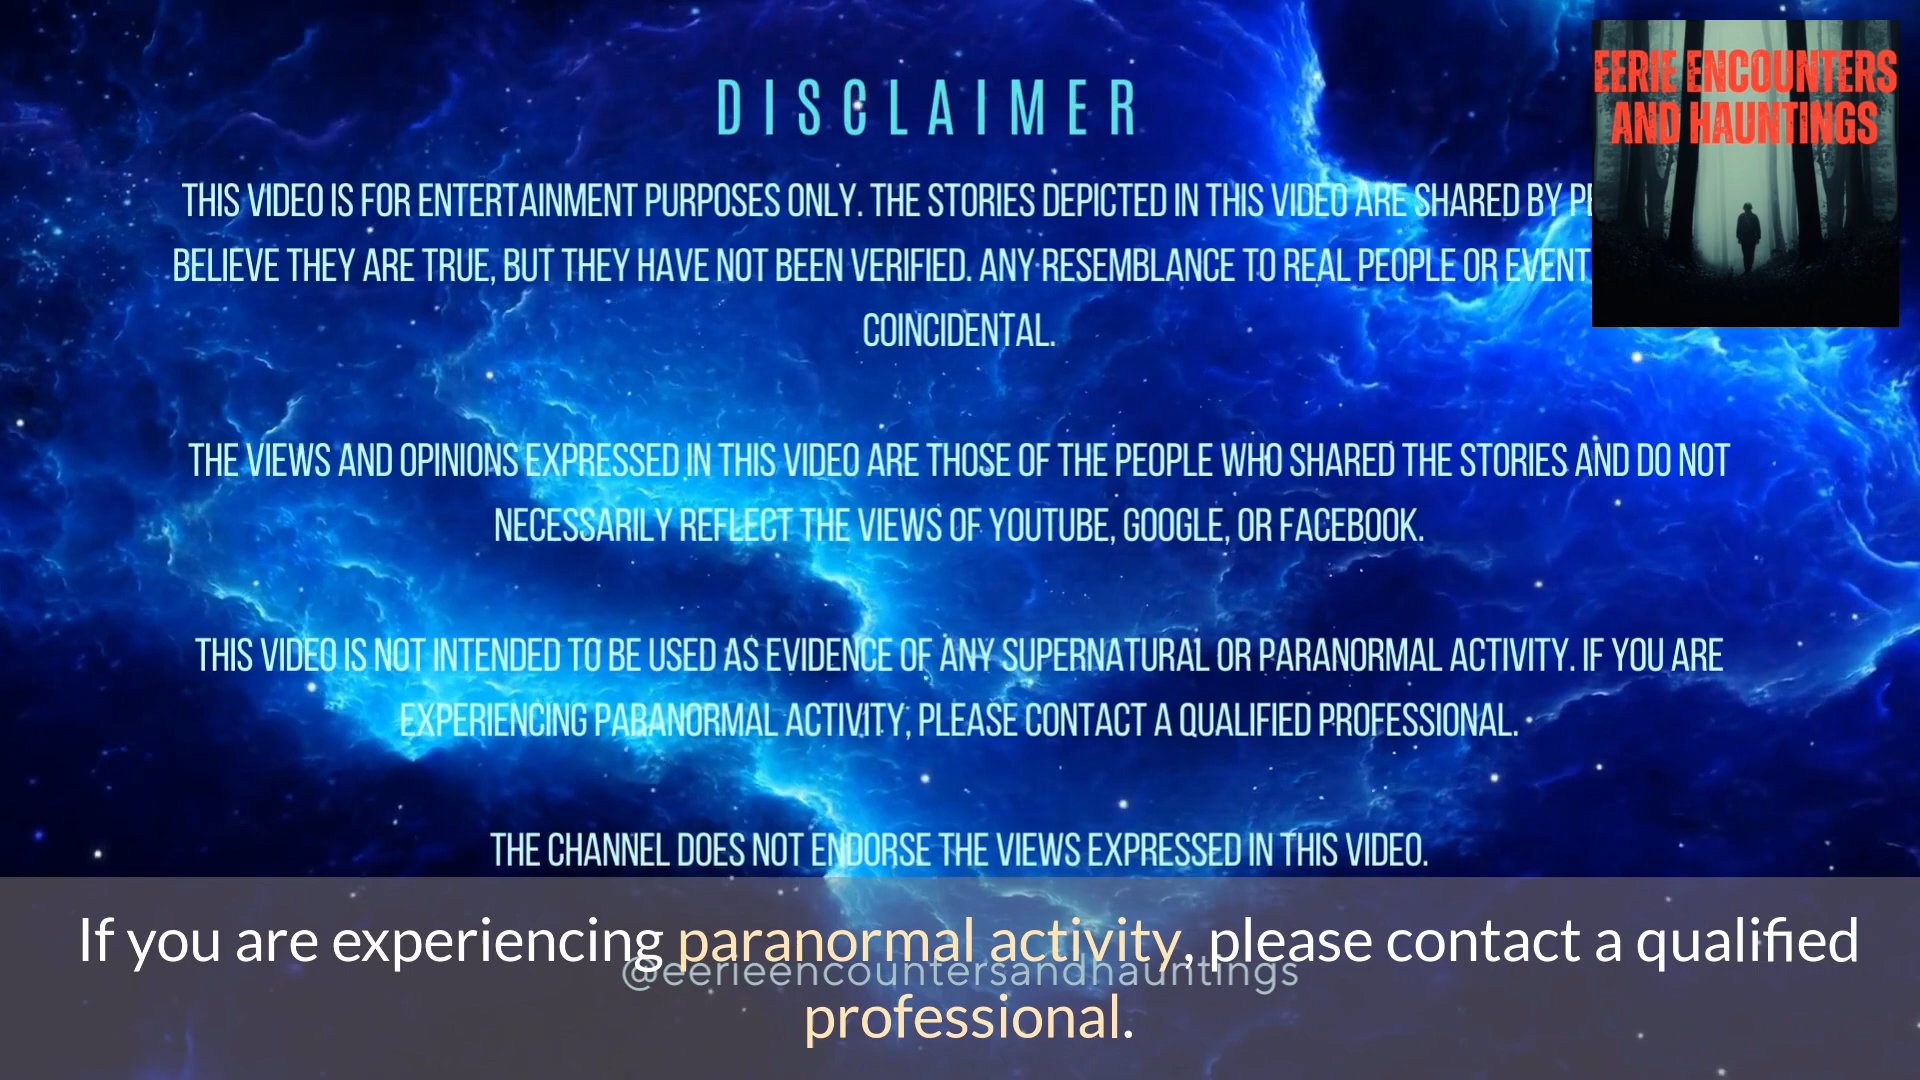 DISCLAIMER
EERIE ENCOUNTERS
AND HAUNTINGS
THIS VIDEO IS FOR ENTERTAINMENT PURPOSES ONLY. THE STORIES DEPICTED IN THIS VIDEO ARE SHARED BY
BELIEVE THEY ARE TRUE, BUT THEY HAVE NOT BEEN VERIFIED. ANY RESEMBLANCE TO REAL PEOPLE OR EVENT
COINCIDENTAL.
THE VIEWS AND OPINIONS EXPRESSED IN THIS VIDEO ARE THOSE OF THE PEOPLE WHO SHARED THE STORIES AND DO NOT
NECESSARILY REFLECT THE VIEWS OF YOUTUBE, GOOGLE, OR FACEBOOK.
THIS VIDEO IS NOT INTENDED TO BE USED AS EVIDENCE OF ANY SUPERNATURAL OR PARANORMAL ACTIVITY. IF YOU ARE
EXPERIENCING PARANORMAL ACTIVITY, PLEASE CONTACT A QUALIFIED PROFESSIONAL.
THE CHANNEL DOES NOT ENDORSE THE VIEWS EXPRESSED IN THIS VIDEO.
If you are experiencing paranormal activity, please contact a qualified
@eerieencountersandhauntings
professional.